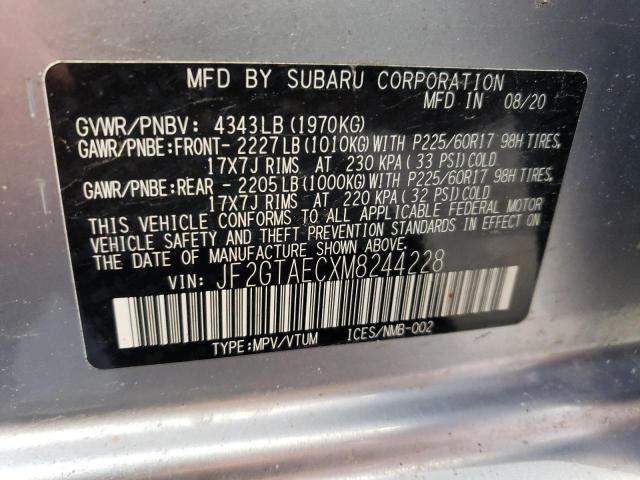 MFD BY SUBARU CORPORATION
MFD IN 08/20
GVWR/PNBV: 4343LB (1970KG)
GAWR/PNBE:FRONT- 2227LB (1010KG) WITH P225/60R17 98H TIRES,
17X7J RIMS AT 230 KPA (33 PSI) COLD
GAWR/PNBE:REAR - 2205LB (1000KG) WITH P225/60R17 98H TIRES,
17X7J RIMS AT 220 KPA (32 PSI) COLD
THIS VEHICLE CONFORMS TO ALL APPLICABLE FEDERAL MOTOR
VEHICLE SAFETY AND THEFT PREVENTION STANDARDS IN EFFECT
ON THE DATE OF MANUFACTURE SHOWN ABOVE.
VIN: JF2GTAECXM8244228
TYPE:MPV/VTUM ICES/NMB-002